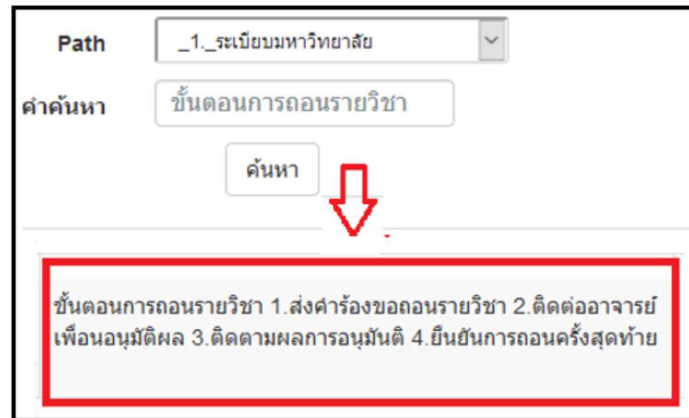 Path
_1._ระเบียบมหาวิทยาลัย
คำค้นหา
ขั้นตอนการถอนรายวิชา
ค้นหา
ขั้นตอนการถอนรายวิชา 1.ส่งคำร้องขอถอนรายวิชา 2.ติดต่ออาจารย์
เพื่อนอนุมัติผล 3.ติดตามผลการอนุมันติ 4.ยืนยันการถอนครั้งสุดท้าย